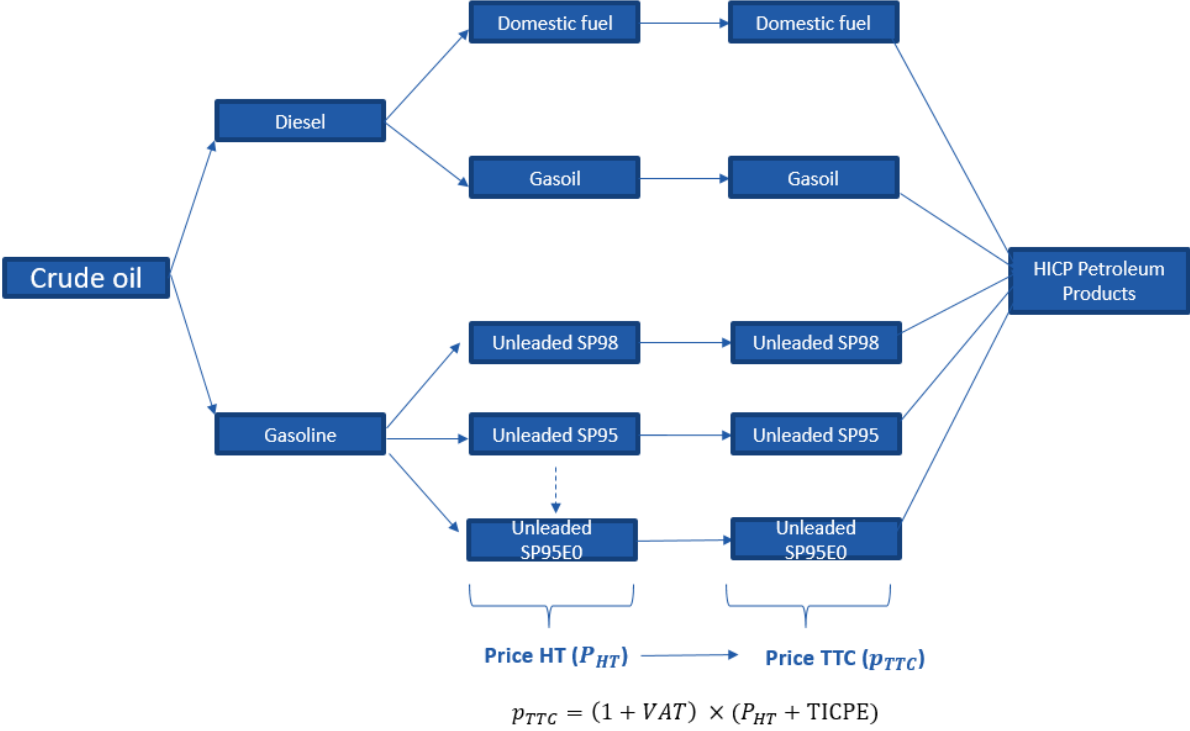 Domestic fuel
Domestic fuel
Diesel
Gasoil
Gasoil
Crude oil
HICP Petroleum
Products
Unleaded SP98
Unleaded SP98
Gasoline
Unleaded SP95
Unleaded SP95
Unleaded
SP95E0
Unleaded
SP95E0
Price HT (P_HT)
Price TTC (p_TTC)
p_TTC = (1 + VAT) × (P_HT + TICPE)